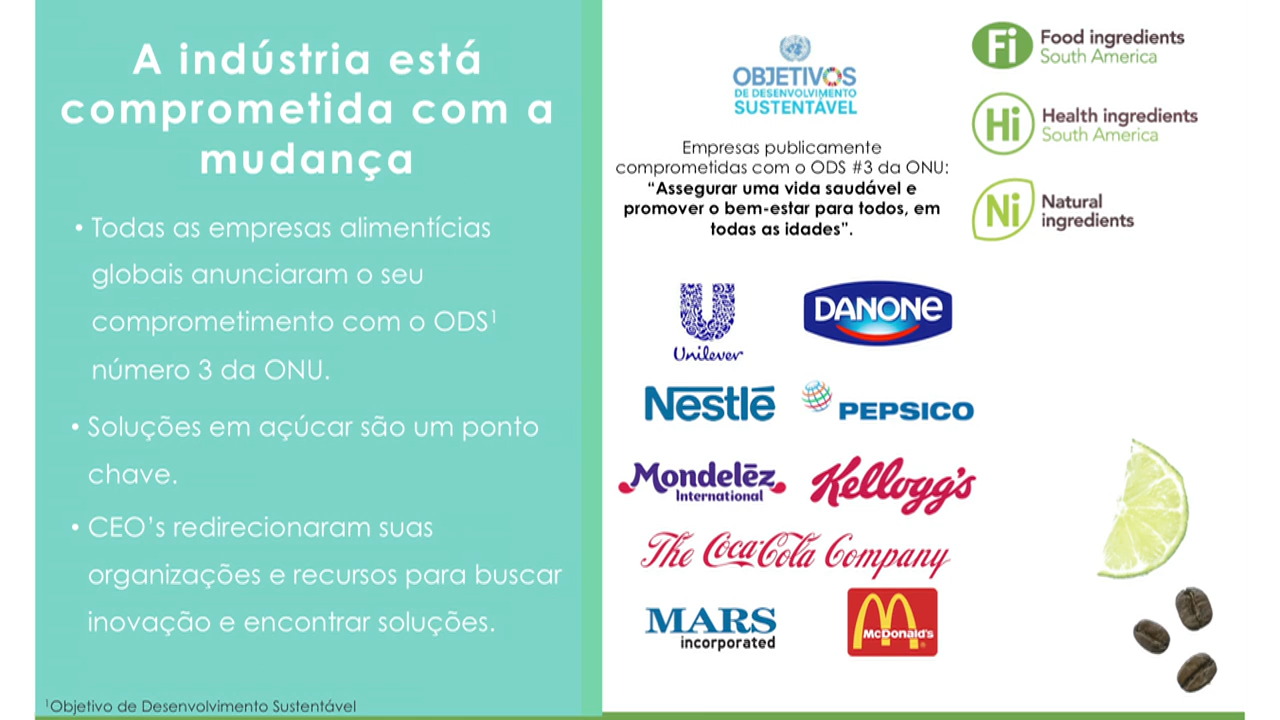 A indústria está
comprometida com a
mudança
• Todas as empresas alimentícias
globais anunciaram o seu
comprometimento com o ODS¹
número 3 da ONU.
• Soluções em açúcar são um ponto
chave.
• CEO’s redirecionaram suas
organizações e recursos para buscar
inovação e encontrar soluções.
¹Objetivo de Desenvolvimento Sustentável
OBJETIVOS
DE DESENVOLVIMENTO
SUSTENTÁVEL
Empresas publicamente
comprometidas com o ODS #3 da ONU:
“Assegurar uma vida saudável e
promover o bem-estar para todos, em
todas as idades”.
Unilever
DANONE
Nestlé
PEPSICO
Mondelēz
International
Kellogg's
The Coca-Cola Company
MARS
incorporated
McDonald's
Fi
Food ingredients
South America
Hi
Health ingredients
South America
Ni
Natural
ingredients